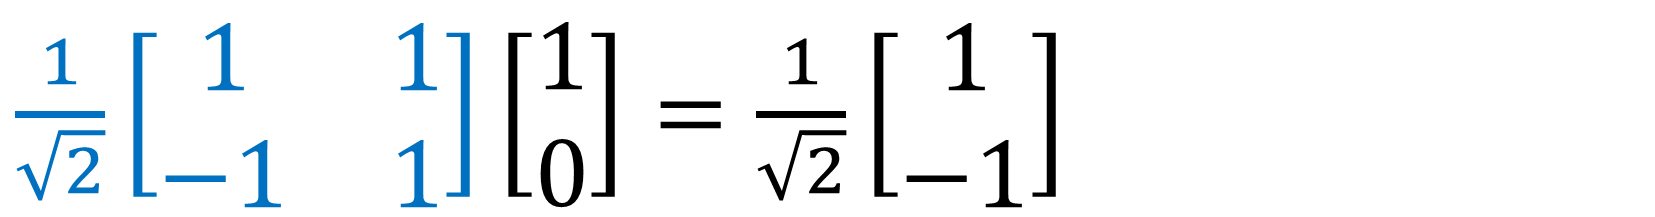 1/√2 [1 1; −1 1] [1; 0] = 1/√2 [1; −1]